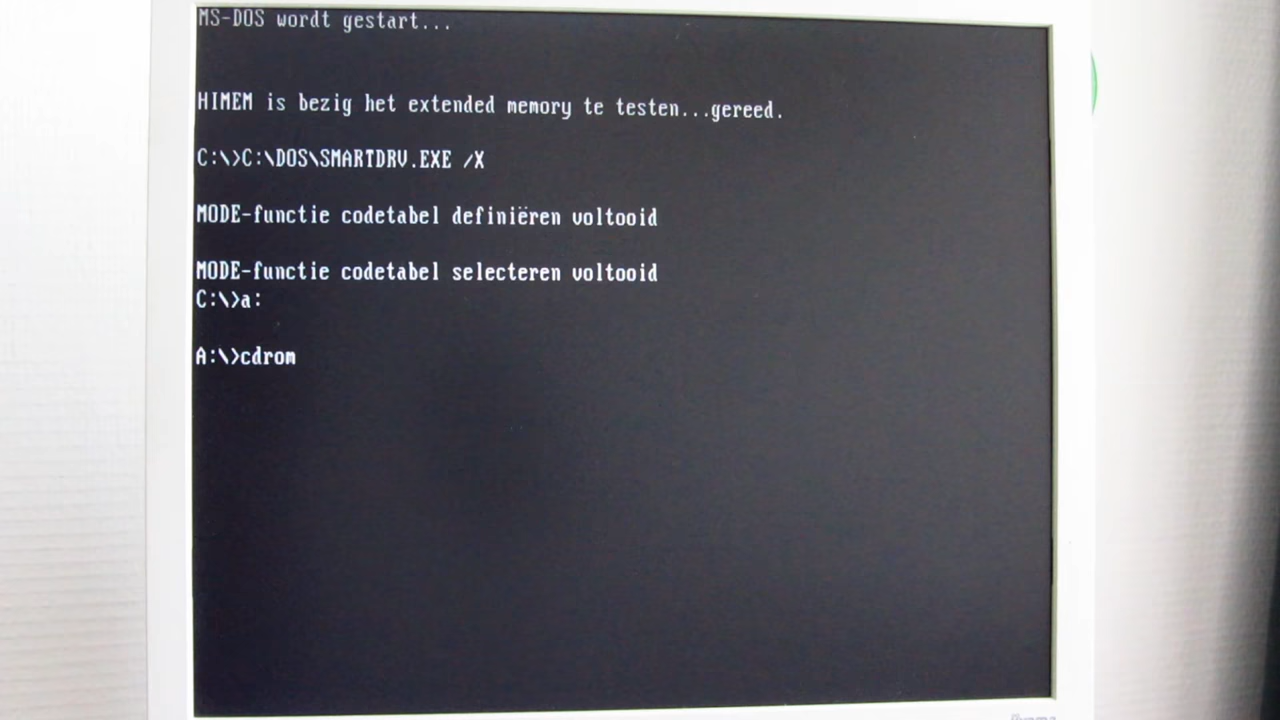 MS-DOS wordt gestart...
HIMEM is bezig het extended memory te testen...gereed.
C:\>C:\DOS\SMARTDRV.EXE /X
MODE-functie codetabel definiëren voltooid
MODE-functie codetabel selecteren voltooid
C:\>a:
A:\>cdrom